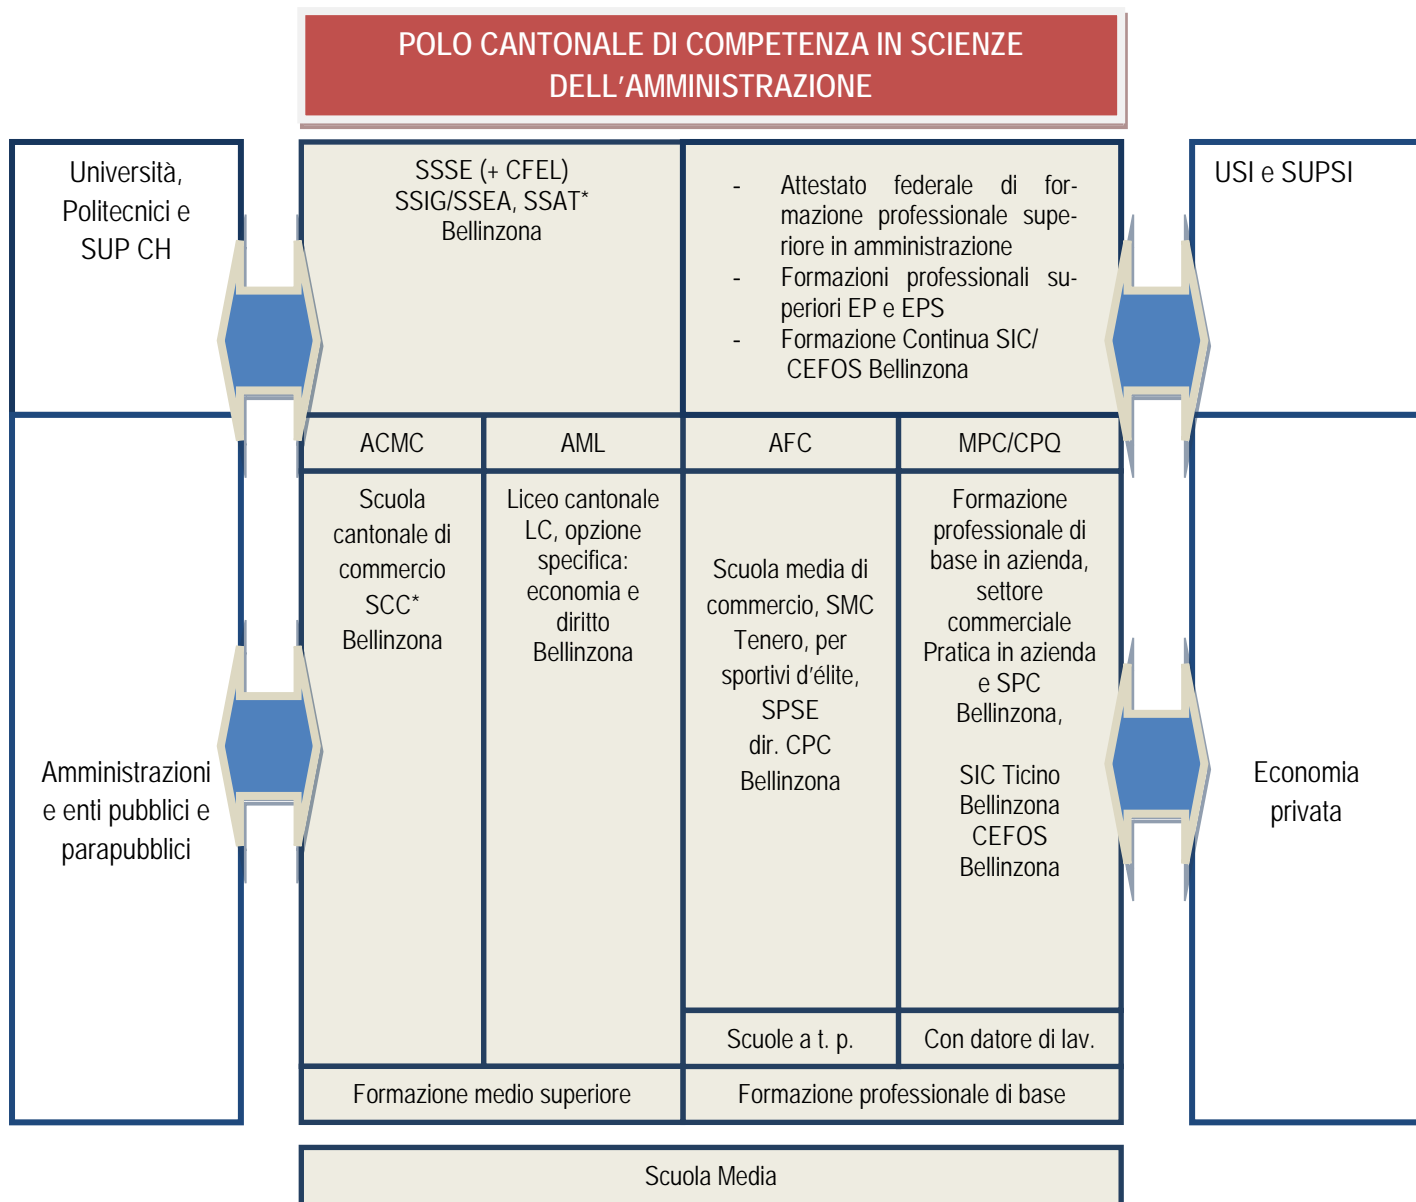 POLO CANTONALE DI COMPETENZA IN SCIENZE
DELL'AMMINISTRAZIONE
Università,
Politecnici e
SUP CH
SSSE (+ CFEL)
SSIG/SSEA, SSAT*
Bellinzona
- Attestato federale di for-
mazione professionale supe-
riore in amministrazione
- Formazioni professionali su-
periori EP e EPS
- Formazione Continua SIC/
CEFOS Bellinzona
USI e SUPSI
ACMC
AML
AFC
MPC/CPQ
Scuola
cantonale di
commercio
SCC*
Bellinzona
Liceo cantonale
LC, opzione
specifica:
economia e
diritto
Bellinzona
Scuola media di
commercio, SMC
Tenero, per
sportivi d'élite,
SPSE
dir. CPC
Bellinzona
Formazione
professionale di
base in azienda,
settore
commerciale
Pratica in azienda
e SPC
Bellinzona,
SIC Ticino
Bellinzona
CEFOS
Bellinzona
Amministrazioni
e enti pubblici e
parapubblici
Economia
privata
Scuole a t. p.
Con datore di lav.
Formazione medio superiore
Formazione professionale di base
Scuola Media